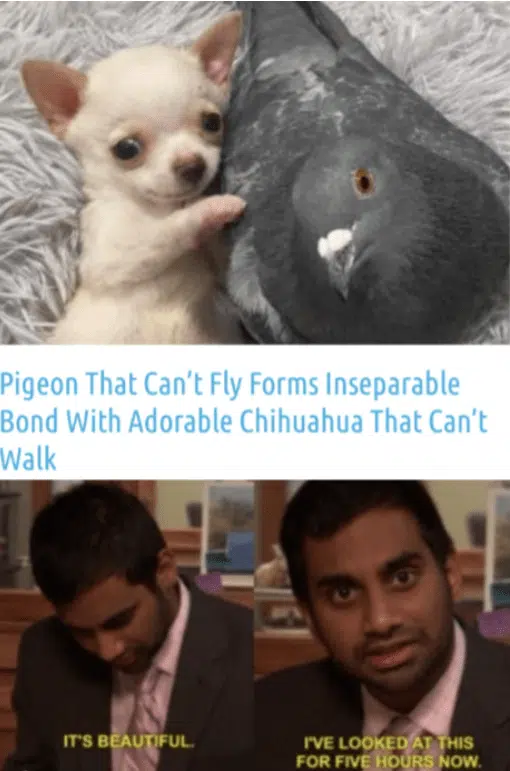 Pigeon That Can't Fly Forms Inseparable
Bond With Adorable Chihuahua That Can't
Walk
IT'S BEAUTIFUL.
I'VE LOOKED AT THIS
FOR FIVE HOURS NOW.